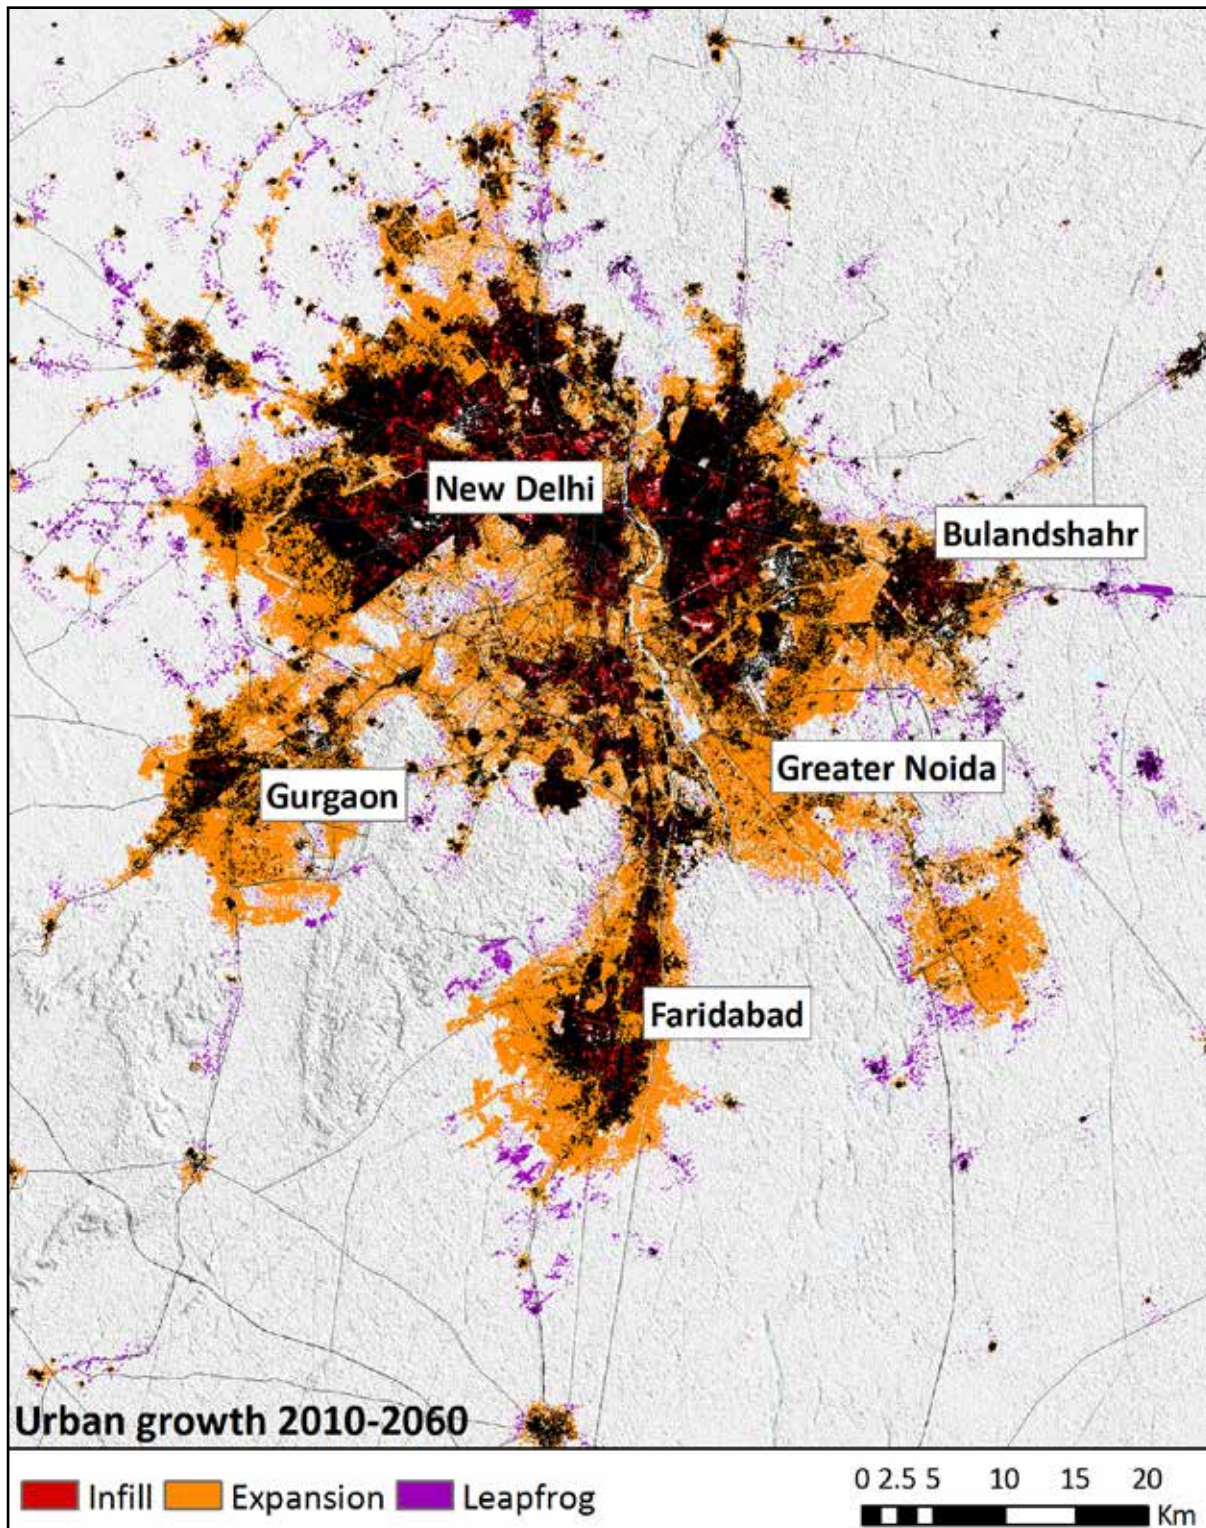 New Delhi
Bulandshahr
Greater Noida
Gurgaon
Faridabad
Urban growth 2010-2060
Infill Expansion Leapfrog
0 2.5 5 10 15 20
Km